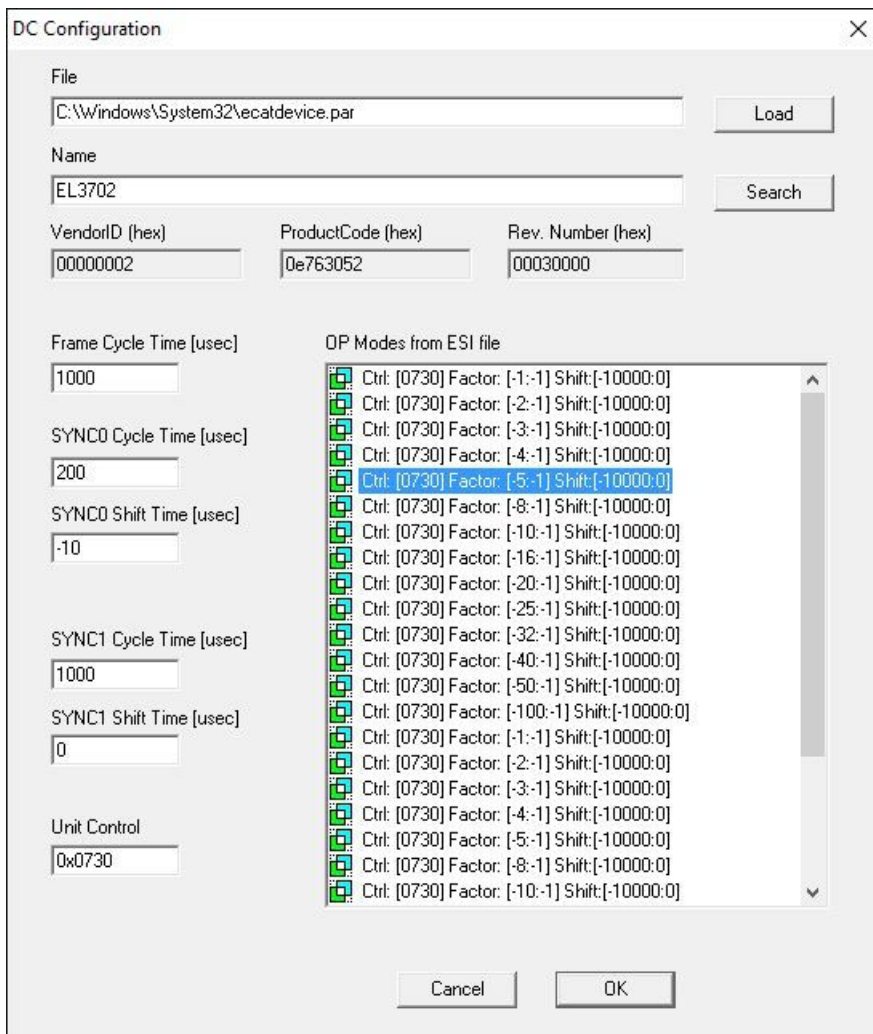 DC Configuration
File
C:\Windows\System32\ecatdevice.par
Load
Name
EL3702
Search
VendorID (hex) ProductCode (hex) Rev. Number (hex)
00000002 0e763052 00030000
Frame Cycle Time [usec]
1000
SYNC0 Cycle Time [usec]
200
SYNC0 Shift Time [usec]
-10
SYNC1 Cycle Time [usec]
1000
SYNC1 Shift Time [usec]
0
Unit Control
0x0730
OP Modes from ESI file
Ctrl: [0730] Factor: [-1:-1] Shift:[-10000:0]
Ctrl: [0730] Factor: [-2:-1] Shift:[-10000:0]
Ctrl: [0730] Factor: [-3:-1] Shift:[-10000:0]
Ctrl: [0730] Factor: [-4:-1] Shift:[-10000:0]
Ctrl: [0730] Factor: [-5:-1] Shift:[-10000:0]
Ctrl: [0730] Factor: [-8:-1] Shift:[-10000:0]
Ctrl: [0730] Factor: [-10:-1] Shift:[-10000:0]
Ctrl: [0730] Factor: [-16:-1] Shift:[-10000:0]
Ctrl: [0730] Factor: [-20:-1] Shift:[-10000:0]
Ctrl: [0730] Factor: [-25:-1] Shift:[-10000:0]
Ctrl: [0730] Factor: [-32:-1] Shift:[-10000:0]
Ctrl: [0730] Factor: [-40:-1] Shift:[-10000:0]
Ctrl: [0730] Factor: [-50:-1] Shift:[-10000:0]
Ctrl: [0730] Factor: [-100:-1] Shift:[-10000:0]
Ctrl: [0730] Factor: [-1:-1] Shift:[-10000:0]
Ctrl: [0730] Factor: [-2:-1] Shift:[-10000:0]
Ctrl: [0730] Factor: [-3:-1] Shift:[-10000:0]
Ctrl: [0730] Factor: [-4:-1] Shift:[-10000:0]
Ctrl: [0730] Factor: [-5:-1] Shift:[-10000:0]
Ctrl: [0730] Factor: [-8:-1] Shift:[-10000:0]
Ctrl: [0730] Factor: [-10:-1] Shift:[-10000:0]
Cancel OK